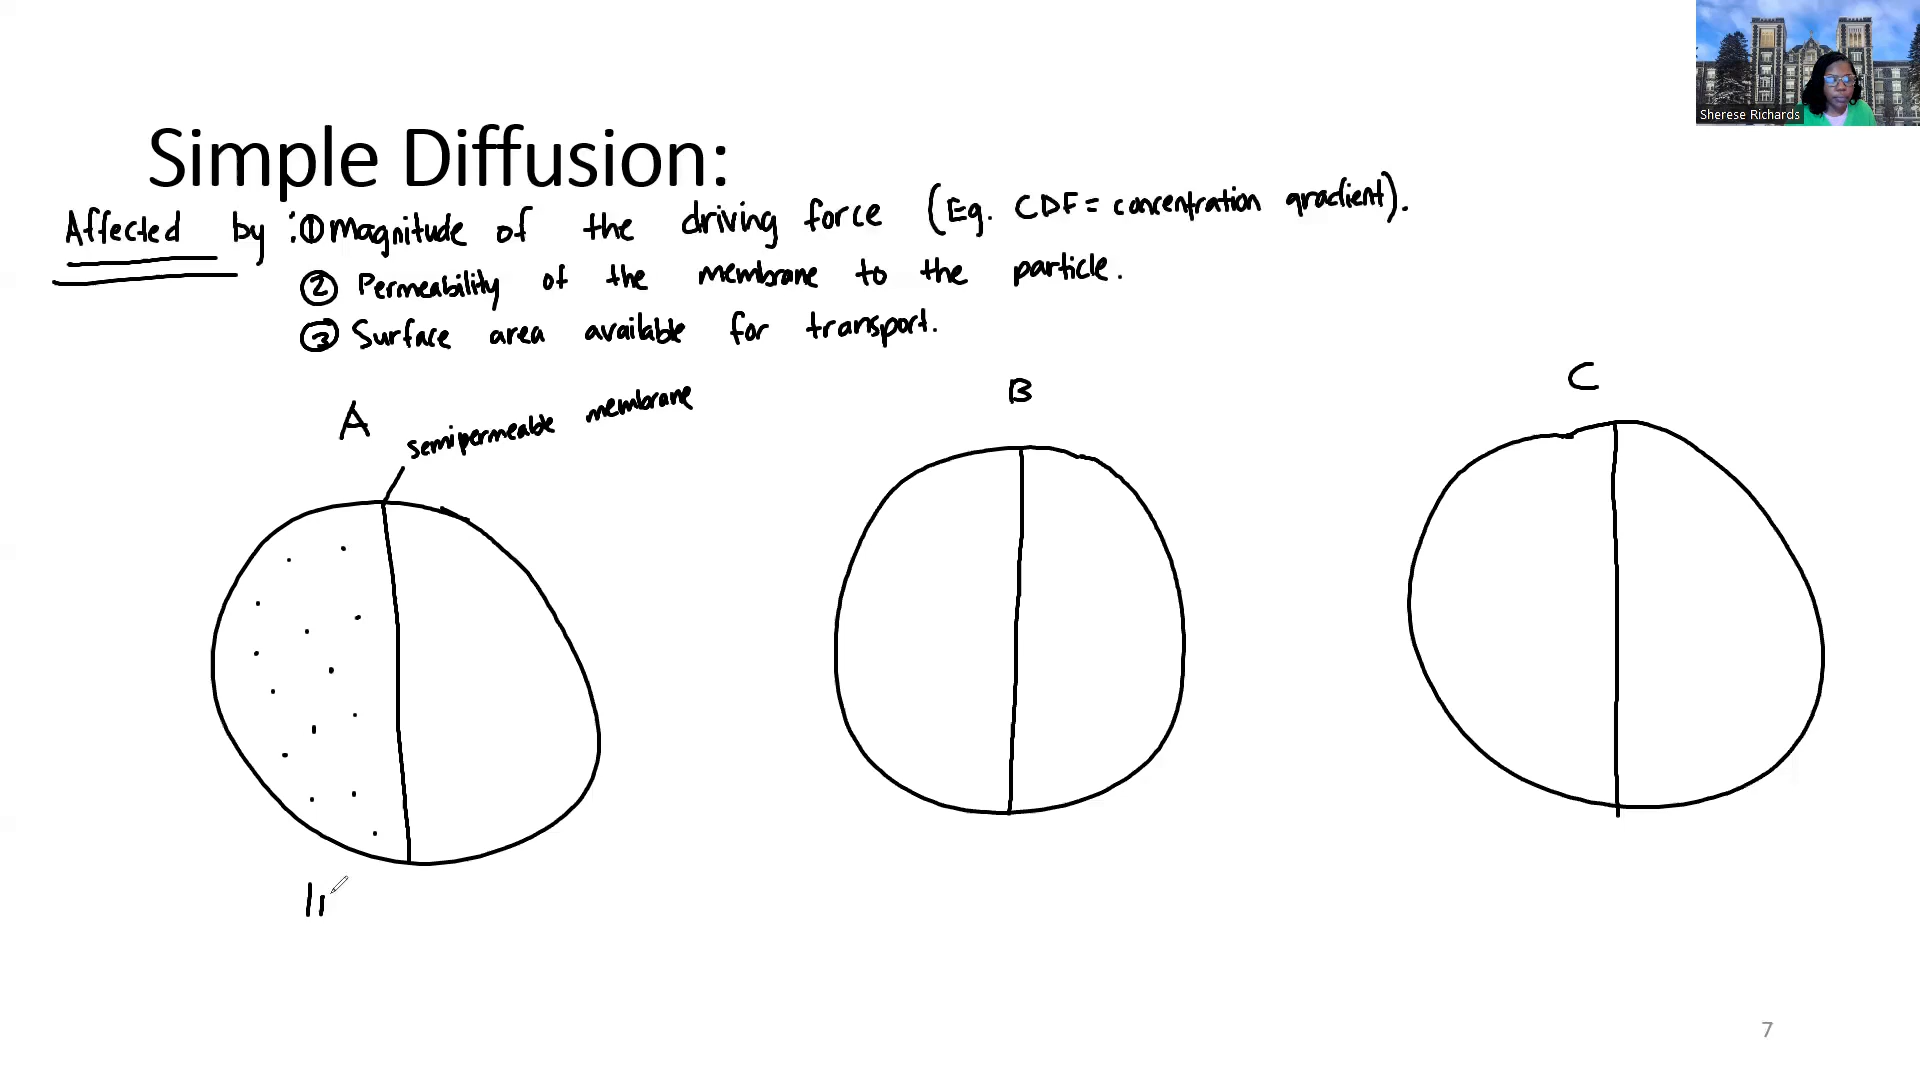 Sherese Richards
Simple Diffusion:
Affected by : ① Magnitude of the driving force (Eg. CDF = concentration gradient).
② Permeability of the membrane to the particle.
③ Surface area available for transport.
A
semipermeable membrane
B
C
7